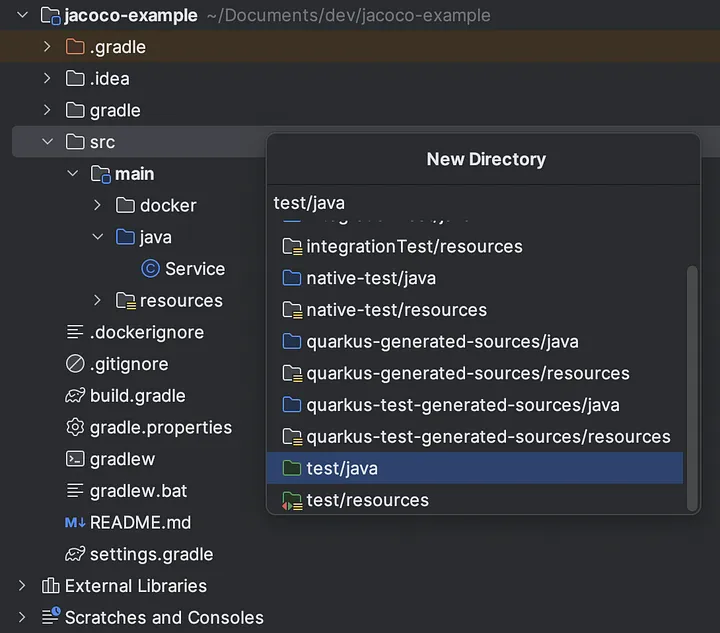 jacoco-example ~/Documents/dev/jacoco-example
.gradle
.idea
gradle
src
main
docker
java
Service
resources
.dockerignore
.gitignore
build.gradle
gradle.properties
gradlew
gradlew.bat
README.md
settings.gradle
External Libraries
Scratches and Consoles
New Directory
test/java
integrationTest/resources
native-test/java
native-test/resources
quarkus-generated-sources/java
quarkus-generated-sources/resources
quarkus-test-generated-sources/java
quarkus-test-generated-sources/resources
test/java
test/resources